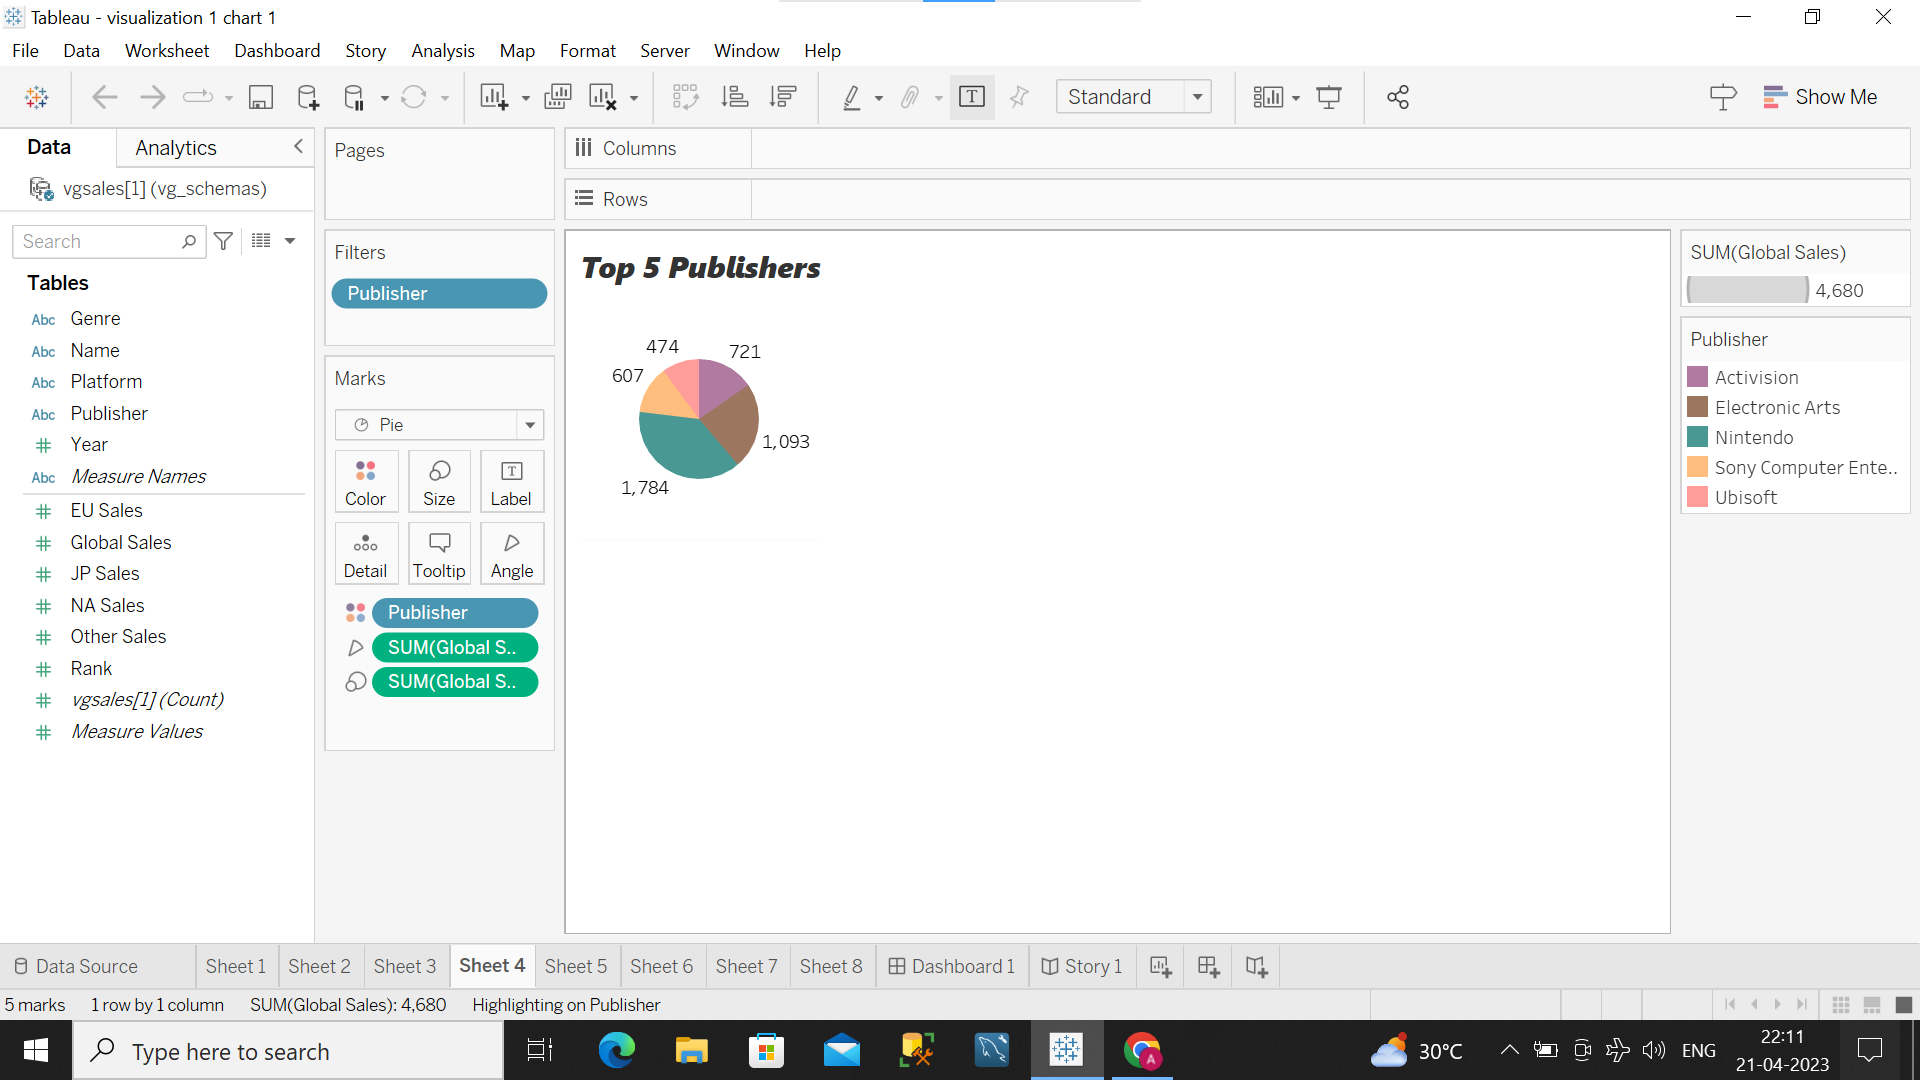 Tableau - visualization 1 chart 1
File Data Worksheet Dashboard Story Analysis Map Format Server Window Help
Standard
Show Me
Data
Analytics
vgsales[1] (vg_schemas)
Search
Tables
Abc Genre
Abc Name
Abc Platform
Abc Publisher
# Year
Abc Measure Names
# EU Sales
# Global Sales
# JP Sales
# NA Sales
# Other Sales
# Rank
# vgsales[1] (Count)
# Measure Values
Pages
Filters
Publisher
Marks
Pie
Color Size Label
Detail Tooltip Angle
Publisher
SUM(Global S..
SUM(Global S..
Columns
Rows
Top 5 Publishers
474
721
607
1,093
1,784
SUM(Global Sales)
4,680
Publisher
Activision
Electronic Arts
Nintendo
Sony Computer Ente..
Ubisoft
Data Source Sheet 1 Sheet 2 Sheet 3 Sheet 4 Sheet 5 Sheet 6 Sheet 7 Sheet 8 Dashboard 1 Story 1
5 marks 1 row by 1 column SUM(Global Sales): 4,680 Highlighting on Publisher
Type here to search
A
30°C
ENG
22:11
21-04-2023